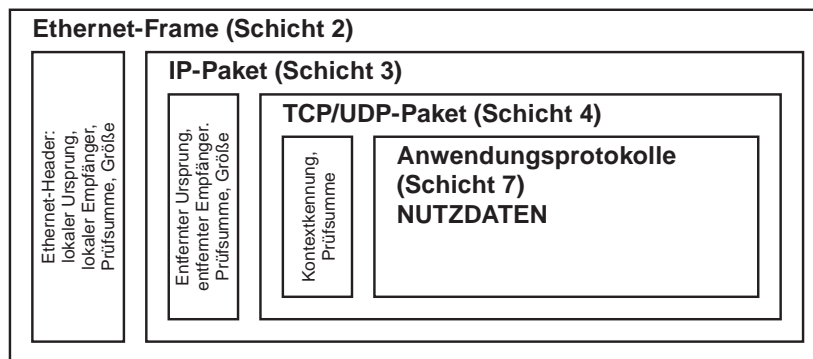 Ethernet-Frame (Schicht 2)
Ethernet-Header:
lokaler Ursprung,
lokaler Empfänger,
Prüfsumme, Größe
IP-Paket (Schicht 3)
Entfernter Ursprung,
entfernter Empfänger.
Prüfsumme, Größe
TCP/UDP-Paket (Schicht 4)
Kontextkennung,
Prüfsumme
Anwendungsprotokolle
(Schicht 7)
NUTZDATEN